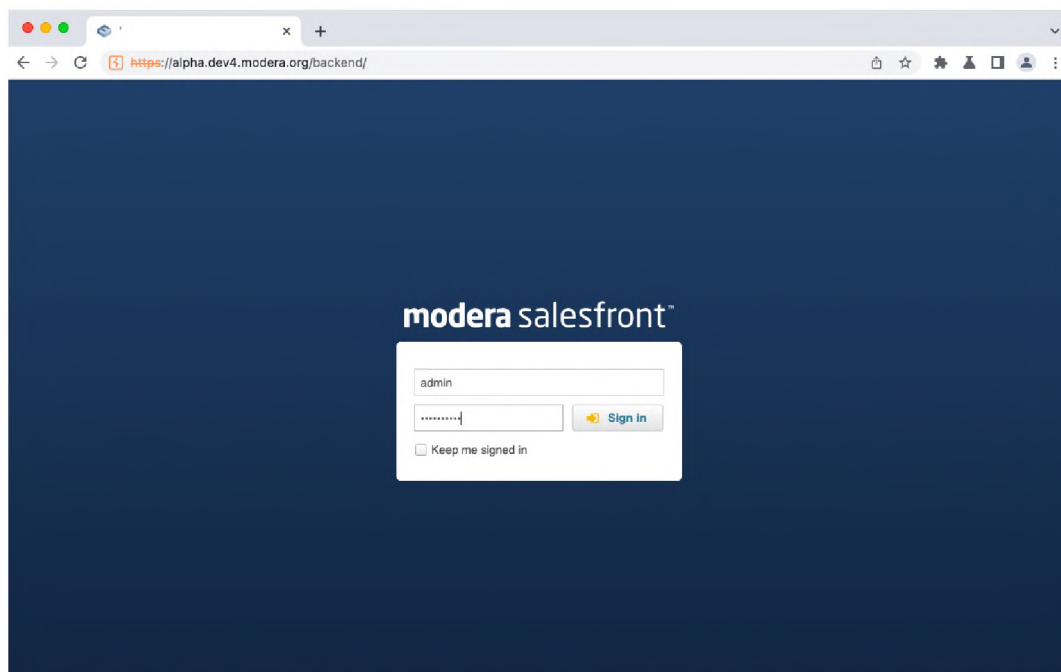 https://alpha.dev4.modera.org/backend/
modera salesfront™
admin
Sign in
Keep me signed in